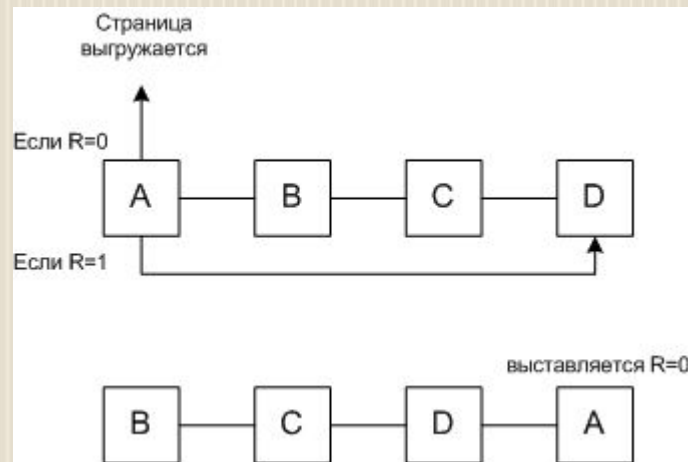 Страница
выгружается
Если R=0
A B C D
Если R=1
выставляется R=0
B C D A